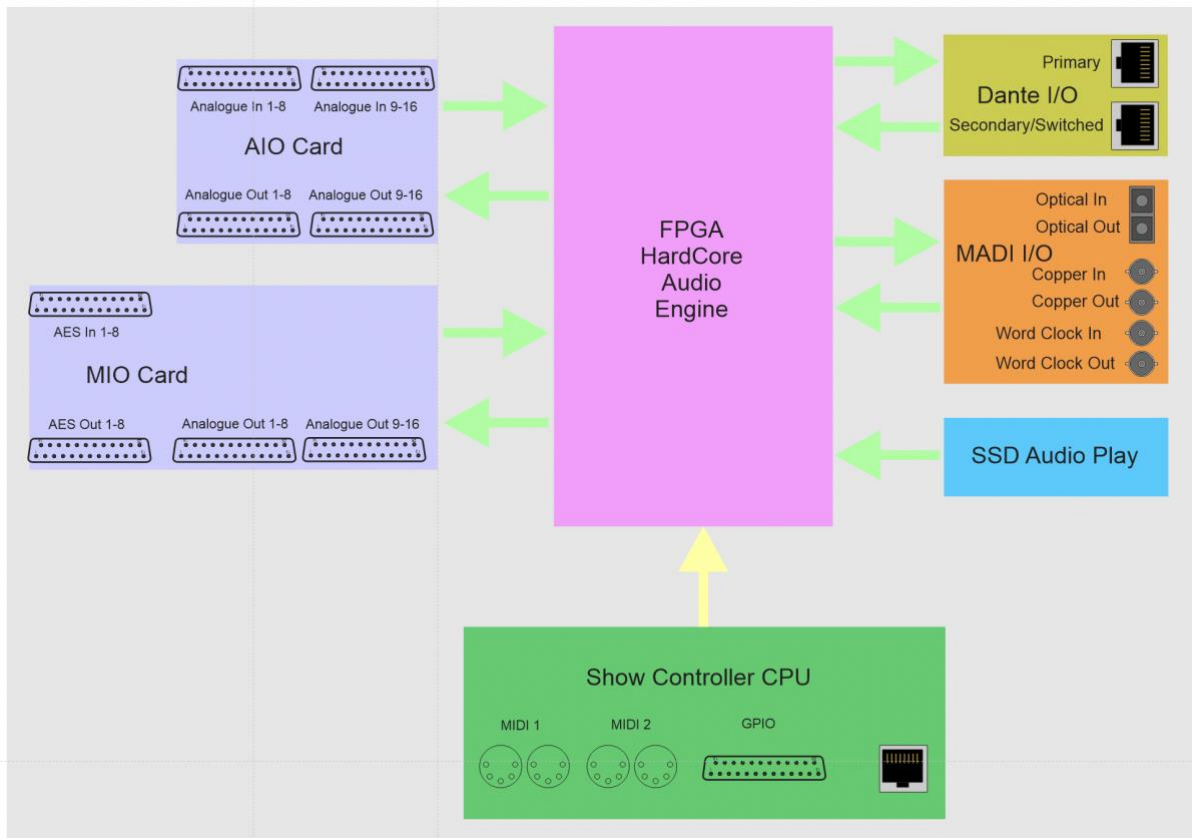 Analogue In 1-8
Analogue In 9-16
AIO Card
Analogue Out 1-8
Analogue Out 9-16
AES In 1-8
MIO Card
AES Out 1-8
Analogue Out 1-8
Analogue Out 9-16
FPGA
HardCore
Audio
Engine
Primary
Dante I/O
Secondary/Switched
Optical In
Optical Out
MADI I/O
Copper In
Copper Out
Word Clock In
Word Clock Out
SSD Audio Play
Show Controller CPU
MIDI 1
MIDI 2
GPIO